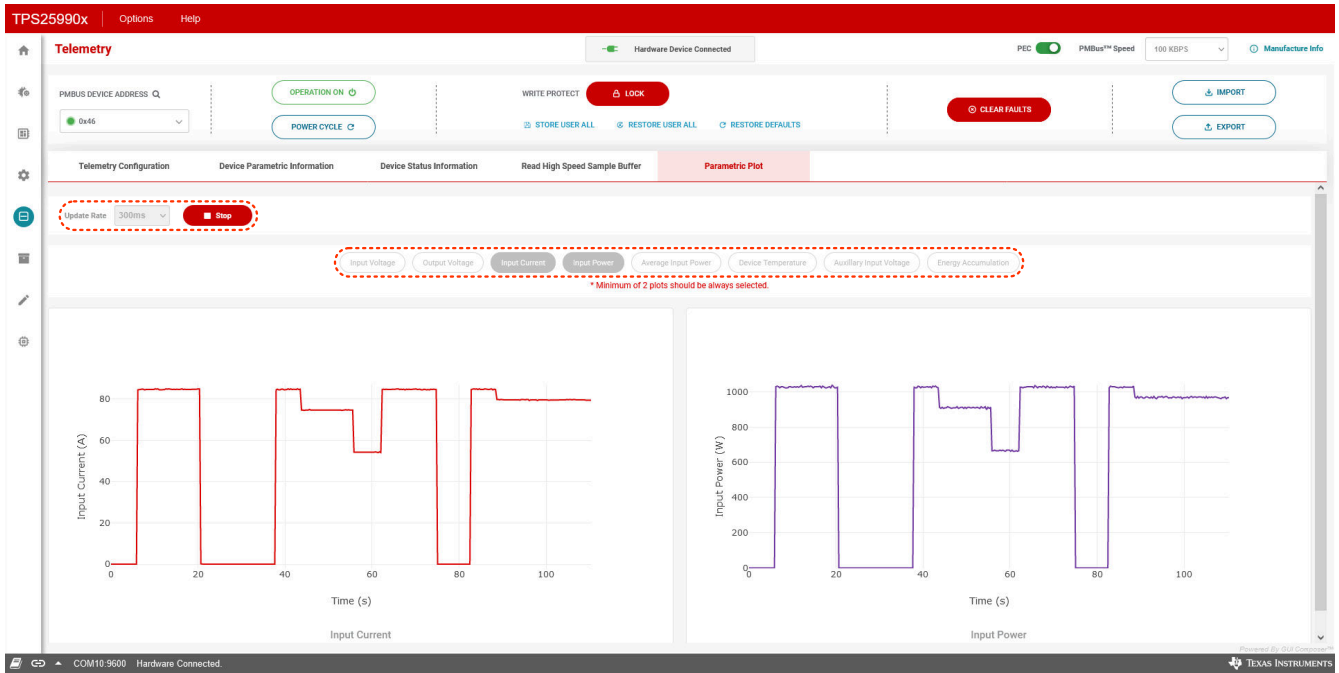 TPS25990x Options Help
Telemetry
Hardware Device Connected
PEC
PMBus™ Speed
100 KBPS
Manufacture Info
PMBUS DEVICE ADDRESS
0x46
OPERATION ON
POWER CYCLE
WRITE PROTECT
LOCK
STORE USER ALL
RESTORE USER ALL
RESTORE DEFAULTS
CLEAR FAULTS
IMPORT
EXPORT
Telemetry Configuration
Device Parametric Information
Device Status Information
Read High Speed Sample Buffer
Parametric Plot
Update Rate
300ms
Stop
Input Voltage
Output Voltage
Input Current
Input Power
Average Input Power
Device Temperature
Auxillary Input Voltage
Energy Accumulation
* Minimum of 2 plots should be always selected.
Input Current (A)
80
60
40
20
0
0 20 40 60 80 100
Time (s)
Input Current
Input Power (W)
1000
800
600
400
200
0
0 20 40 60 80 100
Time (s)
Input Power
Powered By GUI Composer™
COM10:9600 Hardware Connected.
TEXAS INSTRUMENTS